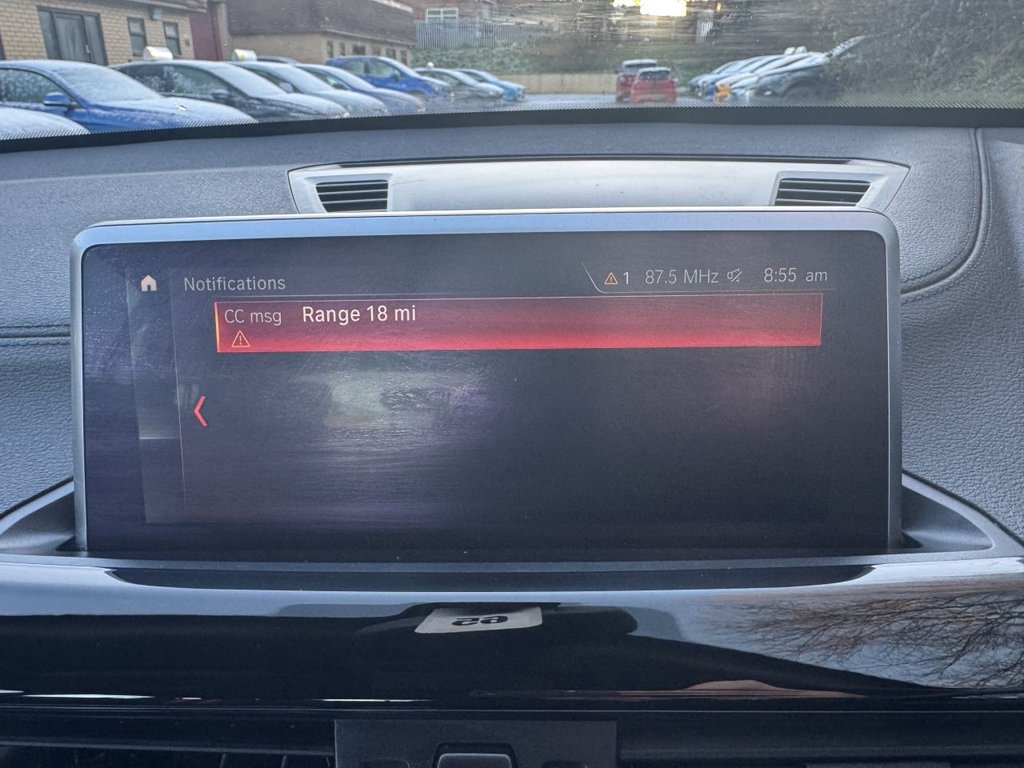 Notifications
1 87.5 MHz 8:55 am
CC msg Range 18 mi